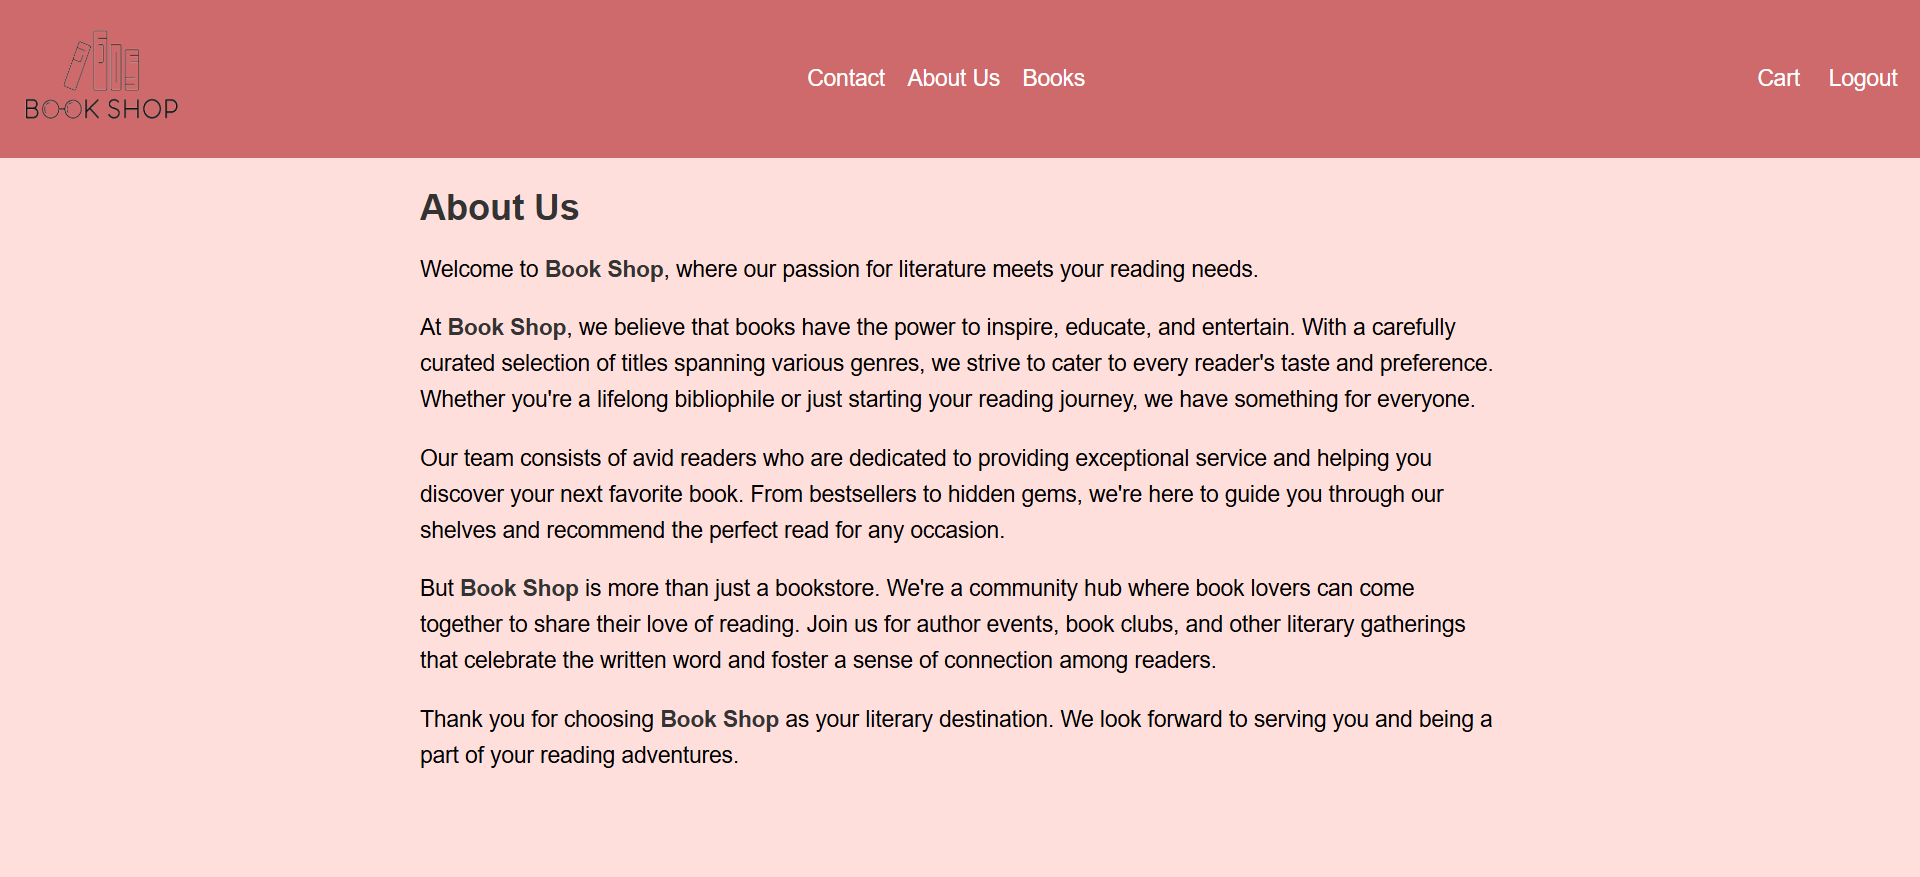 BOOK SHOP
Contact About Us Books
Cart Logout
About Us
Welcome to Book Shop, where our passion for literature meets your reading needs.
At Book Shop, we believe that books have the power to inspire, educate, and entertain. With a carefully
curated selection of titles spanning various genres, we strive to cater to every reader's taste and preference.
Whether you're a lifelong bibliophile or just starting your reading journey, we have something for everyone.
Our team consists of avid readers who are dedicated to providing exceptional service and helping you
discover your next favorite book. From bestsellers to hidden gems, we're here to guide you through our
shelves and recommend the perfect read for any occasion.
But Book Shop is more than just a bookstore. We're a community hub where book lovers can come
together to share their love of reading. Join us for author events, book clubs, and other literary gatherings
that celebrate the written word and foster a sense of connection among readers.
Thank you for choosing Book Shop as your literary destination. We look forward to serving you and being a
part of your reading adventures.